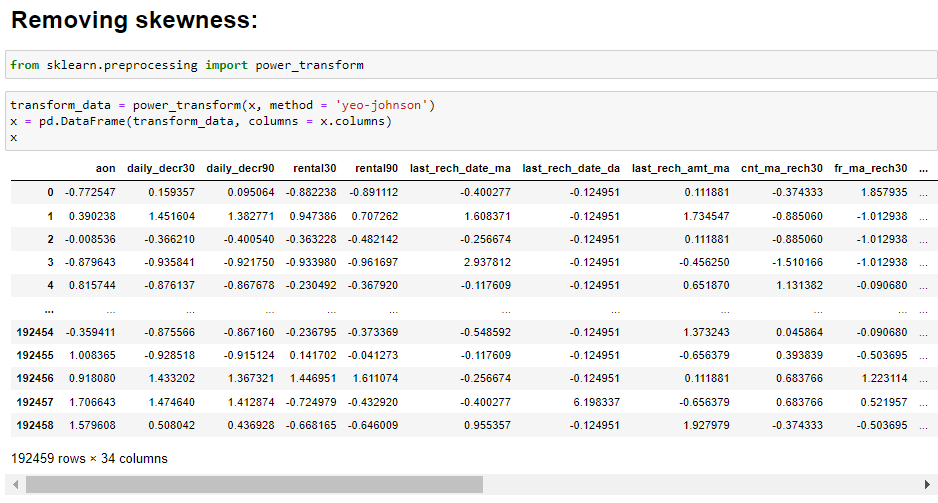 Removing skewness:
from sklearn.preprocessing import power_transform
transform_data = power_transform(x, method = 'yeo-johnson')
x = pd.DataFrame(transform_data, columns = x.columns)
x
aon daily_decr30 daily_decr90 rental30 rental90 last_rech_date_ma last_rech_date_da last_rech_amt_ma cnt_ma_rech30 fr_ma_rech30 ...
0 -0.772547 0.159357 0.095064 -0.882238 -0.891112 -0.400277 -0.124951 0.111881 -0.374333 1.857935 ...
1 0.390238 1.451604 1.382771 0.947386 0.707262 1.608371 -0.124951 1.734547 -0.885060 -1.012938 ...
2 -0.008536 -0.366210 -0.400540 -0.363228 -0.482142 -0.256674 -0.124951 0.111881 -0.885060 -1.012938 ...
3 -0.879643 -0.935841 -0.921750 -0.933980 -0.961697 2.937812 -0.124951 -0.456250 -1.510166 -1.012938 ...
4 0.815744 -0.876137 -0.867678 -0.230492 -0.367920 -0.117609 -0.124951 0.651870 1.131382 -0.090680 ...
... ... ... ... ... ... ... ... ... ... ... ...
192454 -0.359411 -0.875566 -0.867160 -0.236795 -0.373369 -0.548592 -0.124951 1.373243 0.045864 -0.090680 ...
192455 1.008365 -0.928518 -0.915124 0.141702 -0.041273 -0.117609 -0.124951 -0.656379 0.393839 -0.503695 ...
192456 0.918080 1.433202 1.367321 1.446951 1.611074 -0.256674 -0.124951 0.111881 0.683766 1.223114 ...
192457 1.706643 1.474640 1.412874 -0.724979 -0.432920 -0.400277 6.198337 -0.656379 0.683766 0.521957 ...
192458 1.579608 0.508042 0.436928 -0.668165 -0.646009 0.955357 -0.124951 1.927979 -0.374333 -0.503695 ...
192459 rows × 34 columns